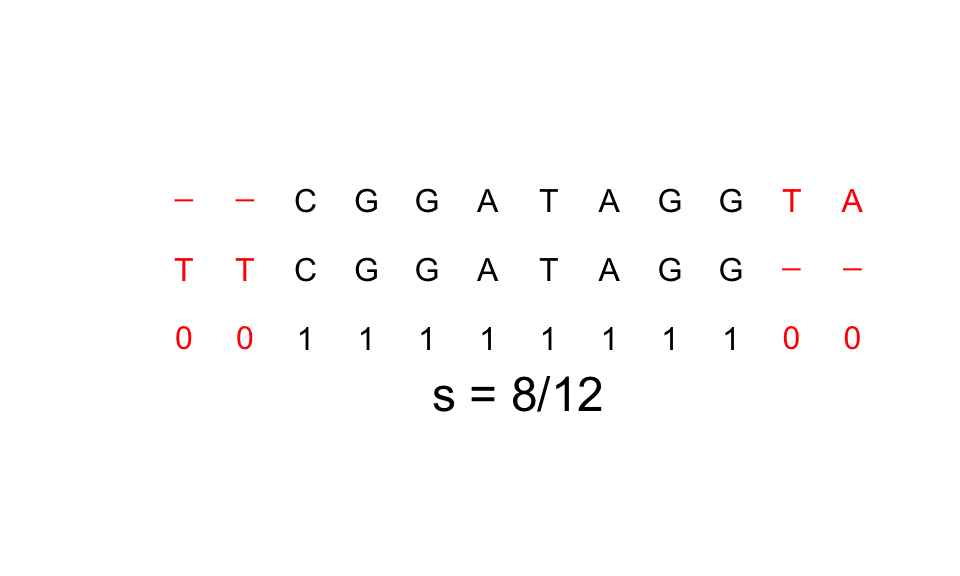 – – C G G A T A G G T A
T T C G G A T A G G – –
0 0 1 1 1 1 1 1 1 1 0 0
s = 8/12